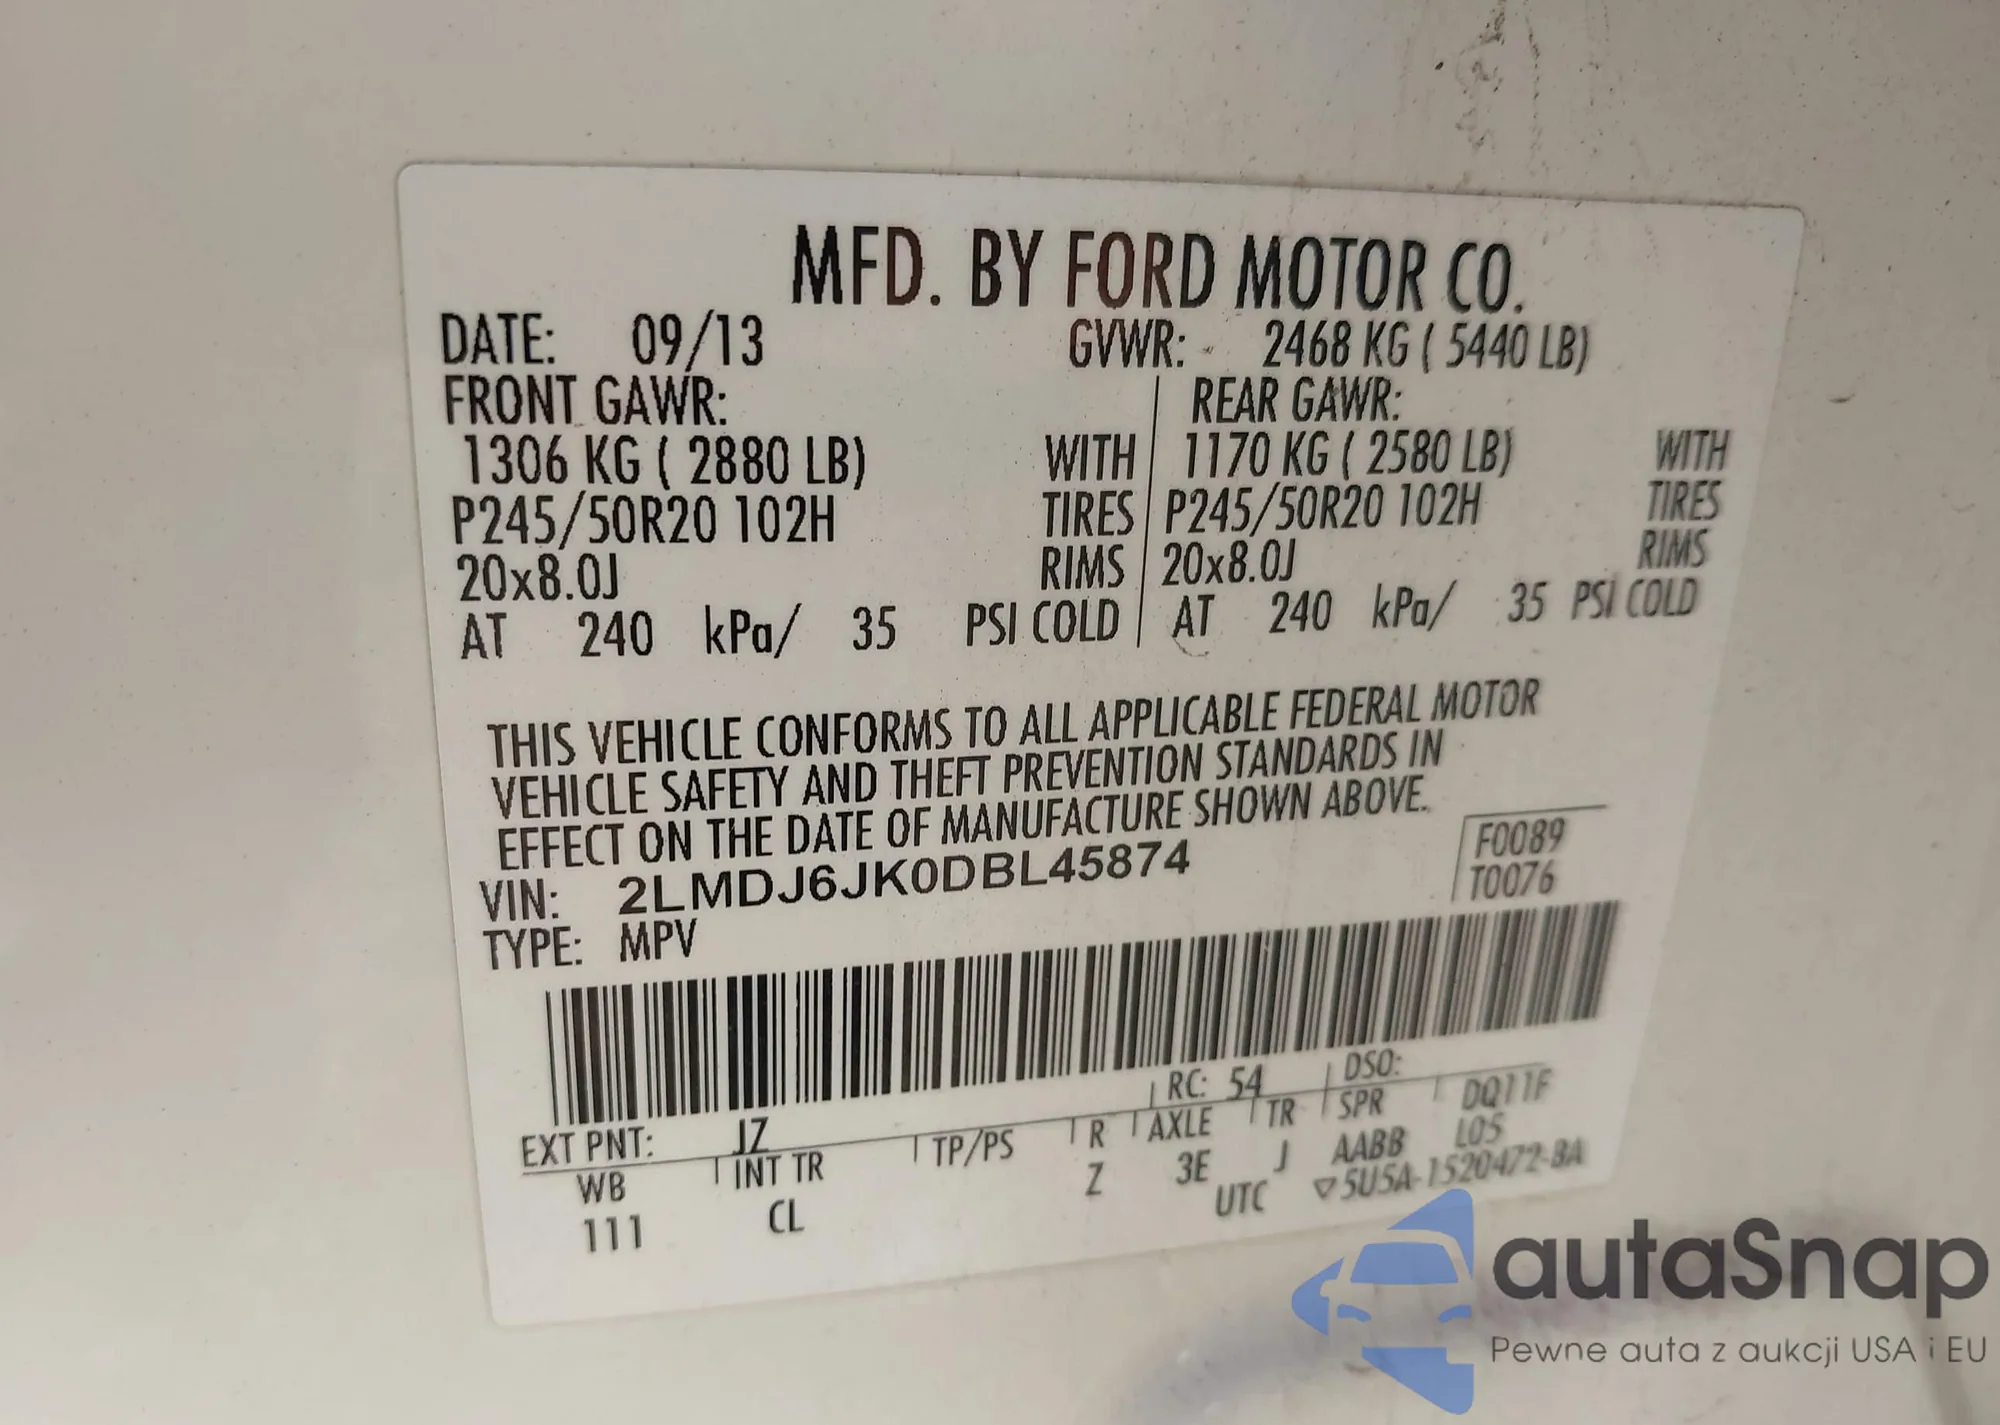 MFD. BY FORD MOTOR CO.
DATE: 09/13 GVWR: 2468 KG ( 5440 LB)
FRONT GAWR: REAR GAWR:
1306 KG ( 2880 LB) WITH 1170 KG ( 2580 LB) WITH
P245/50R20 102H TIRES P245/50R20 102H TIRES
20x8.0J RIMS 20x8.0J RIMS
AT 240 kPa/ 35 PSI COLD AT 240 kPa/ 35 PSI COLD
THIS VEHICLE CONFORMS TO ALL APPLICABLE FEDERAL MOTOR
VEHICLE SAFETY AND THEFT PREVENTION STANDARDS IN
EFFECT ON THE DATE OF MANUFACTURE SHOWN ABOVE.
F0089
VIN: 2LMDJ6JK0DBL45874
T0076
TYPE: MPV
EXT PNT: JZ RC: 54 DSO:
WB INT TR TP/PS R AXLE TR SPR DQ11F
111 CL Z 3E J AABB L05
UTC ▽5U5A-1520472-BA
autaSnap
Pewne auta z aukcji USA i EU